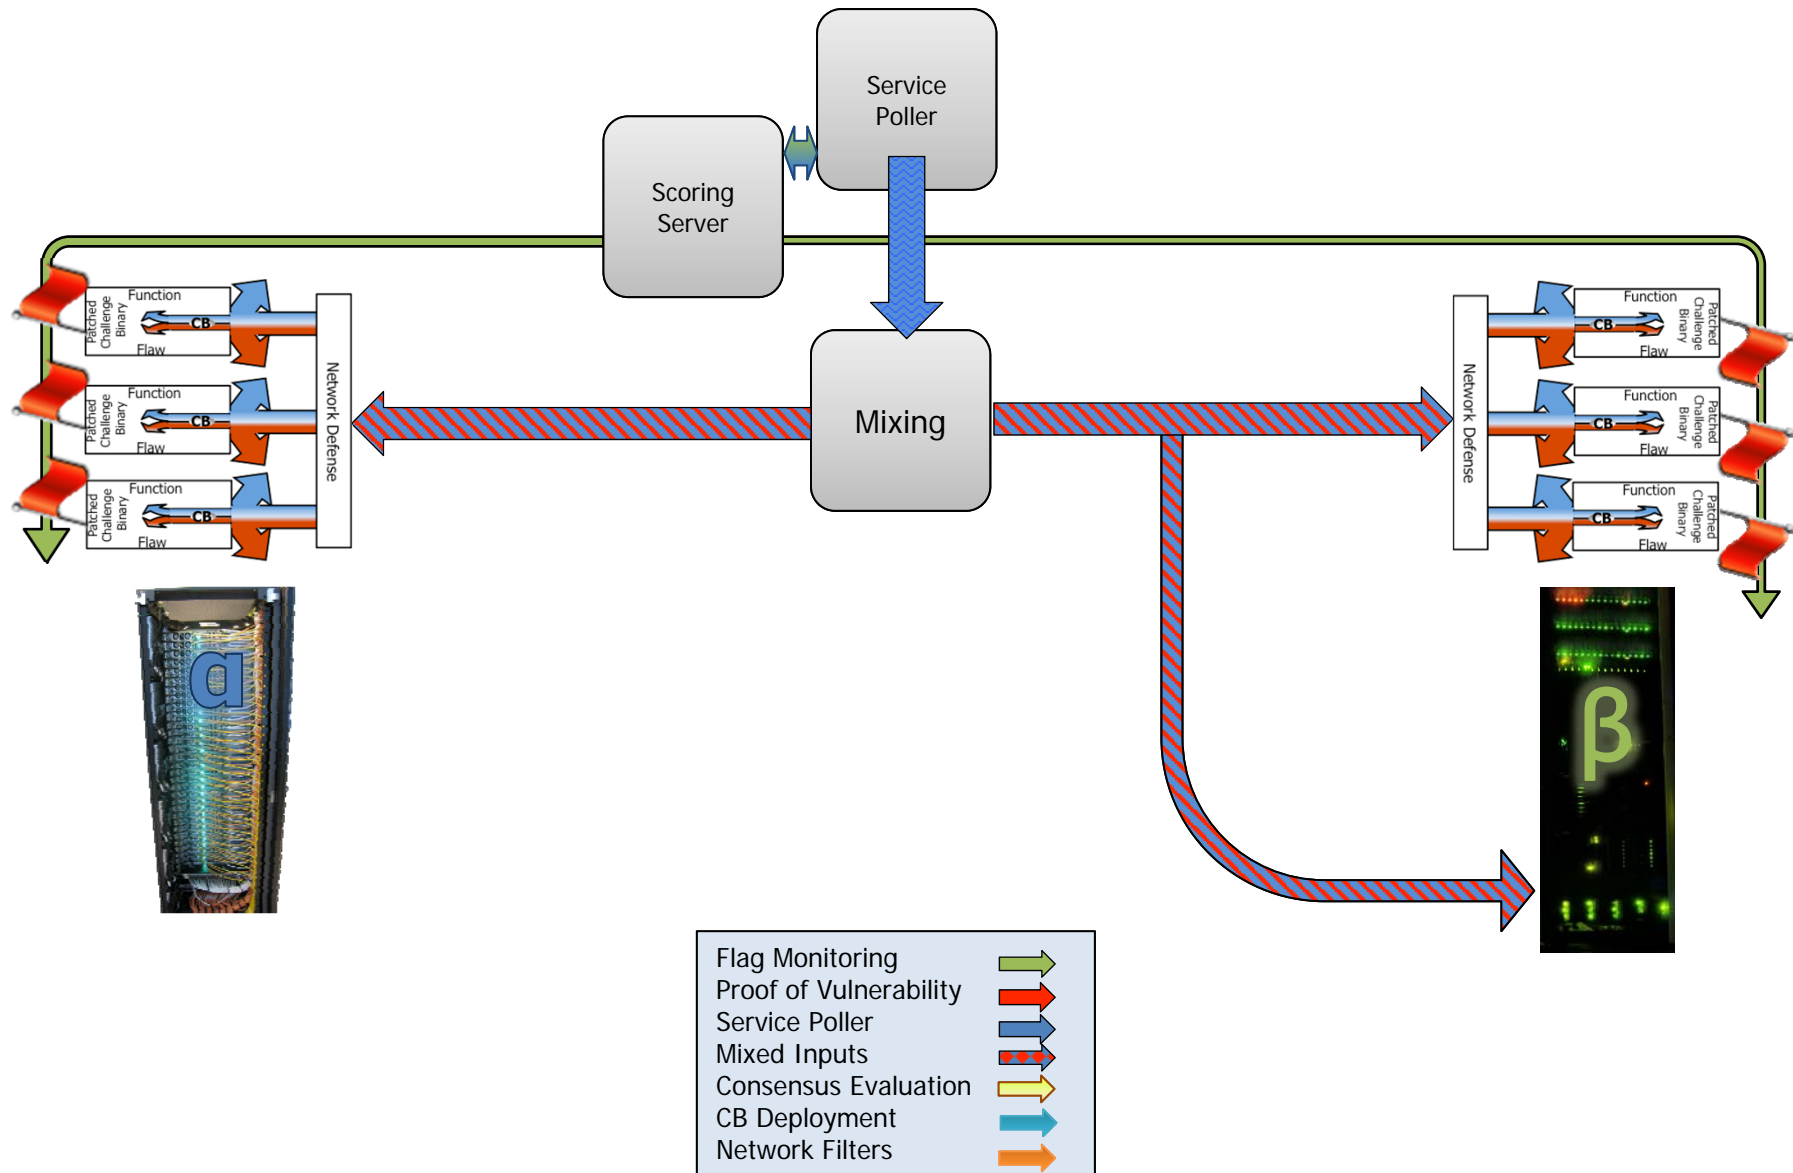 Service
Poller
Scoring
Server
Mixing
Function
CB
Flaw
Patched
Challenge
Binary
Function
CB
Flaw
Patched
Challenge
Binary
Function
CB
Flaw
Patched
Challenge
Binary
Network Defense
Network Defense
Function
CB
Flaw
Patched
Challenge
Binary
Function
CB
Flaw
Patched
Challenge
Binary
Function
CB
Flaw
Patched
Challenge
Binary
α
β
Flag Monitoring
Proof of Vulnerability
Service Poller
Mixed Inputs
Consensus Evaluation
CB Deployment
Network Filters